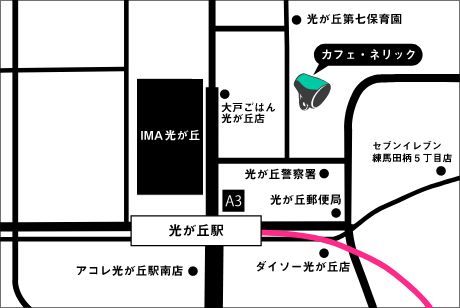 光が丘第七保育園
カフェ・ネリック
大戸ごはん
光が丘店
IMA光が丘
セブンイレブン
練馬田柄5丁目店
光が丘警察署
A3
光が丘郵便局
光が丘駅
アコレ光が丘駅南店
ダイソー光が丘店